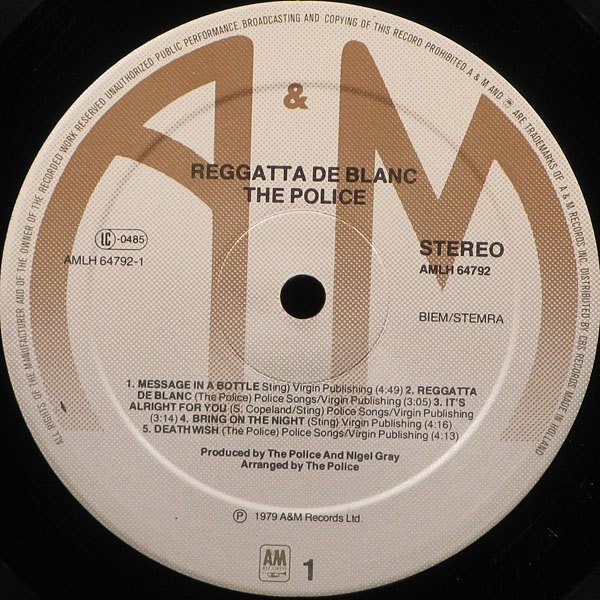 ALL RIGHTS OF THE MANUFACTURER AND OF THE OWNER OF THE RECORDED WORK RESERVED UNAUTHORIZED PUBLIC PERFORMANCE, BROADCASTING AND COPYING OF THIS RECORD PROHIBITED. A & M AND ARE TRADEMARKS OF A & M RECORDS INC. DISTRIBUTED BY CBS RECORDS. MADE IN HOLLAND
A & M
REGGATTA DE BLANC
THE POLICE
LC-0485
AMLH 64792-1
STEREO
AMLH 64792
BIEM/STEMRA
1. MESSAGE IN A BOTTLE Sting) Virgin Publishing (4:49) 2. REGGATTA
DE BLANC (The Police) Police Songs/Virgin Publishing (3:05) 3. IT'S
ALRIGHT FOR YOU (S. Copeland/Sting) Police Songs/Virgin Publishing
(3:14) 4. BRING ON THE NIGHT (Sting) Virgin Publishing (4:16)
5. DEATHWISH (The Police) Police Songs/Virgin Publishing (4:13)
Produced by The Police And Nigel Gray
Arranged by The Police
℗ 1979 A&M Records Ltd.
AM
RECORDS
1